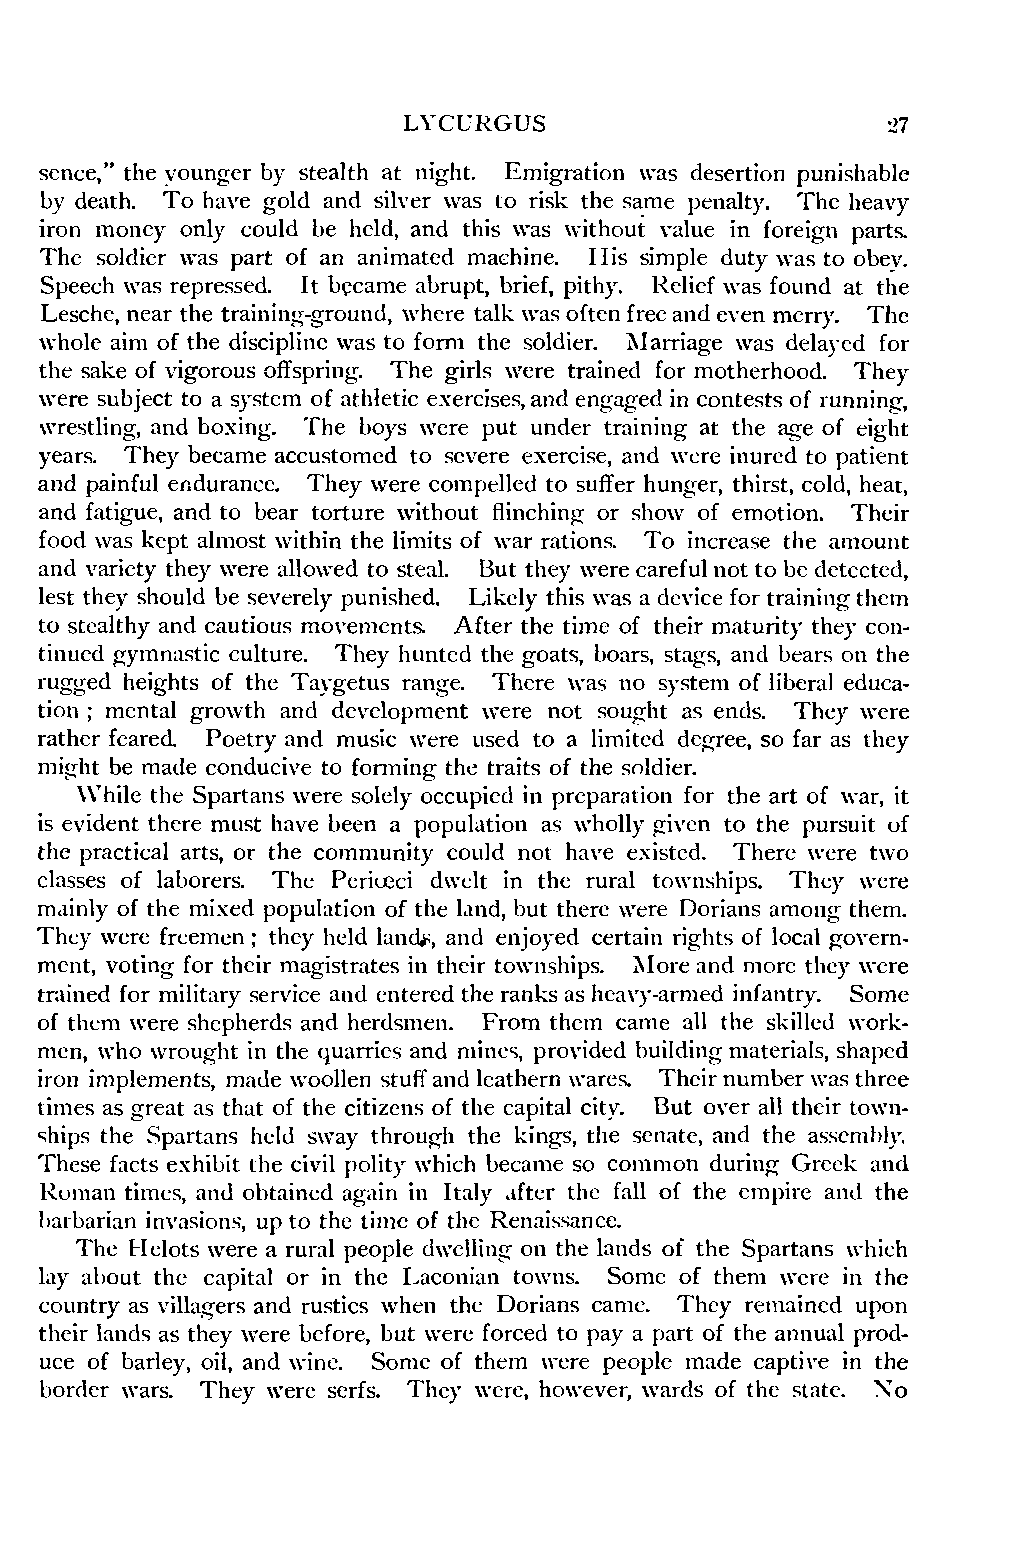 LYCURGUS 27
sence,” the younger by stealth at night. Emigration was desertion punishable
by death. To have gold and silver was to risk the same penalty. The heavy
iron money only could be held, and this was without value in foreign parts.
The soldier was part of an animated machine. His simple duty was to obey.
Speech was repressed. It became abrupt, brief, pithy. Relief was found at the
Lesche, near the training-ground, where talk was often free and even merry. The
whole aim of the discipline was to form the soldier. Marriage was delayed for
the sake of vigorous offspring. The girls were trained for motherhood. They
were subject to a system of athletic exercises, and engaged in contests of running,
wrestling, and boxing. The boys were put under training at the age of eight
years. They became accustomed to severe exercise, and were inured to patient
and painful endurance. They were compelled to suffer hunger, thirst, cold, heat,
and fatigue, and to bear torture without flinching or show of emotion. Their
food was kept almost within the limits of war rations. To increase the amount
and variety they were allowed to steal. But they were careful not to be detected,
lest they should be severely punished. Likely this was a device for training them
to stealthy and cautious movements. After the time of their maturity they con-
tinued gymnastic culture. They hunted the goats, boars, stags, and bears on the
rugged heights of the Taygetus range. There was no system of liberal educa-
tion ; mental growth and development were not sought as ends. They were
rather feared. Poetry and music were used to a limited degree, so far as they
might be made conducive to forming the traits of the soldier.
While the Spartans were solely occupied in preparation for the art of war, it
is evident there must have been a population as wholly given to the pursuit of
the practical arts, or the community could not have existed. There were two
classes of laborers. The Periœci dwelt in the rural townships. They were
mainly of the mixed population of the land, but there were Dorians among them.
They were freemen ; they held lands, and enjoyed certain rights of local govern-
ment, voting for their magistrates in their townships. More and more they were
trained for military service and entered the ranks as heavy-armed infantry. Some
of them were shepherds and herdsmen. From them came all the skilled work-
men, who wrought in the quarries and mines, provided building materials, shaped
iron implements, made woollen stuff and leathern wares. Their number was three
times as great as that of the citizens of the capital city. But over all their town-
ships the Spartans held sway through the kings, the senate, and the assembly.
These facts exhibit the civil polity which became so common during Greek and
Roman times, and obtained again in Italy after the fall of the empire and the
barbarian invasions, up to the time of the Renaissance.
The Helots were a rural people dwelling on the lands of the Spartans which
lay about the capital or in the Laconian towns. Some of them were in the
country as villagers and rustics when the Dorians came. They remained upon
their lands as they were before, but were forced to pay a part of the annual prod-
uce of barley, oil, and wine. Some of them were people made captive in the
border wars. They were serfs. They were, however, wards of the state. No